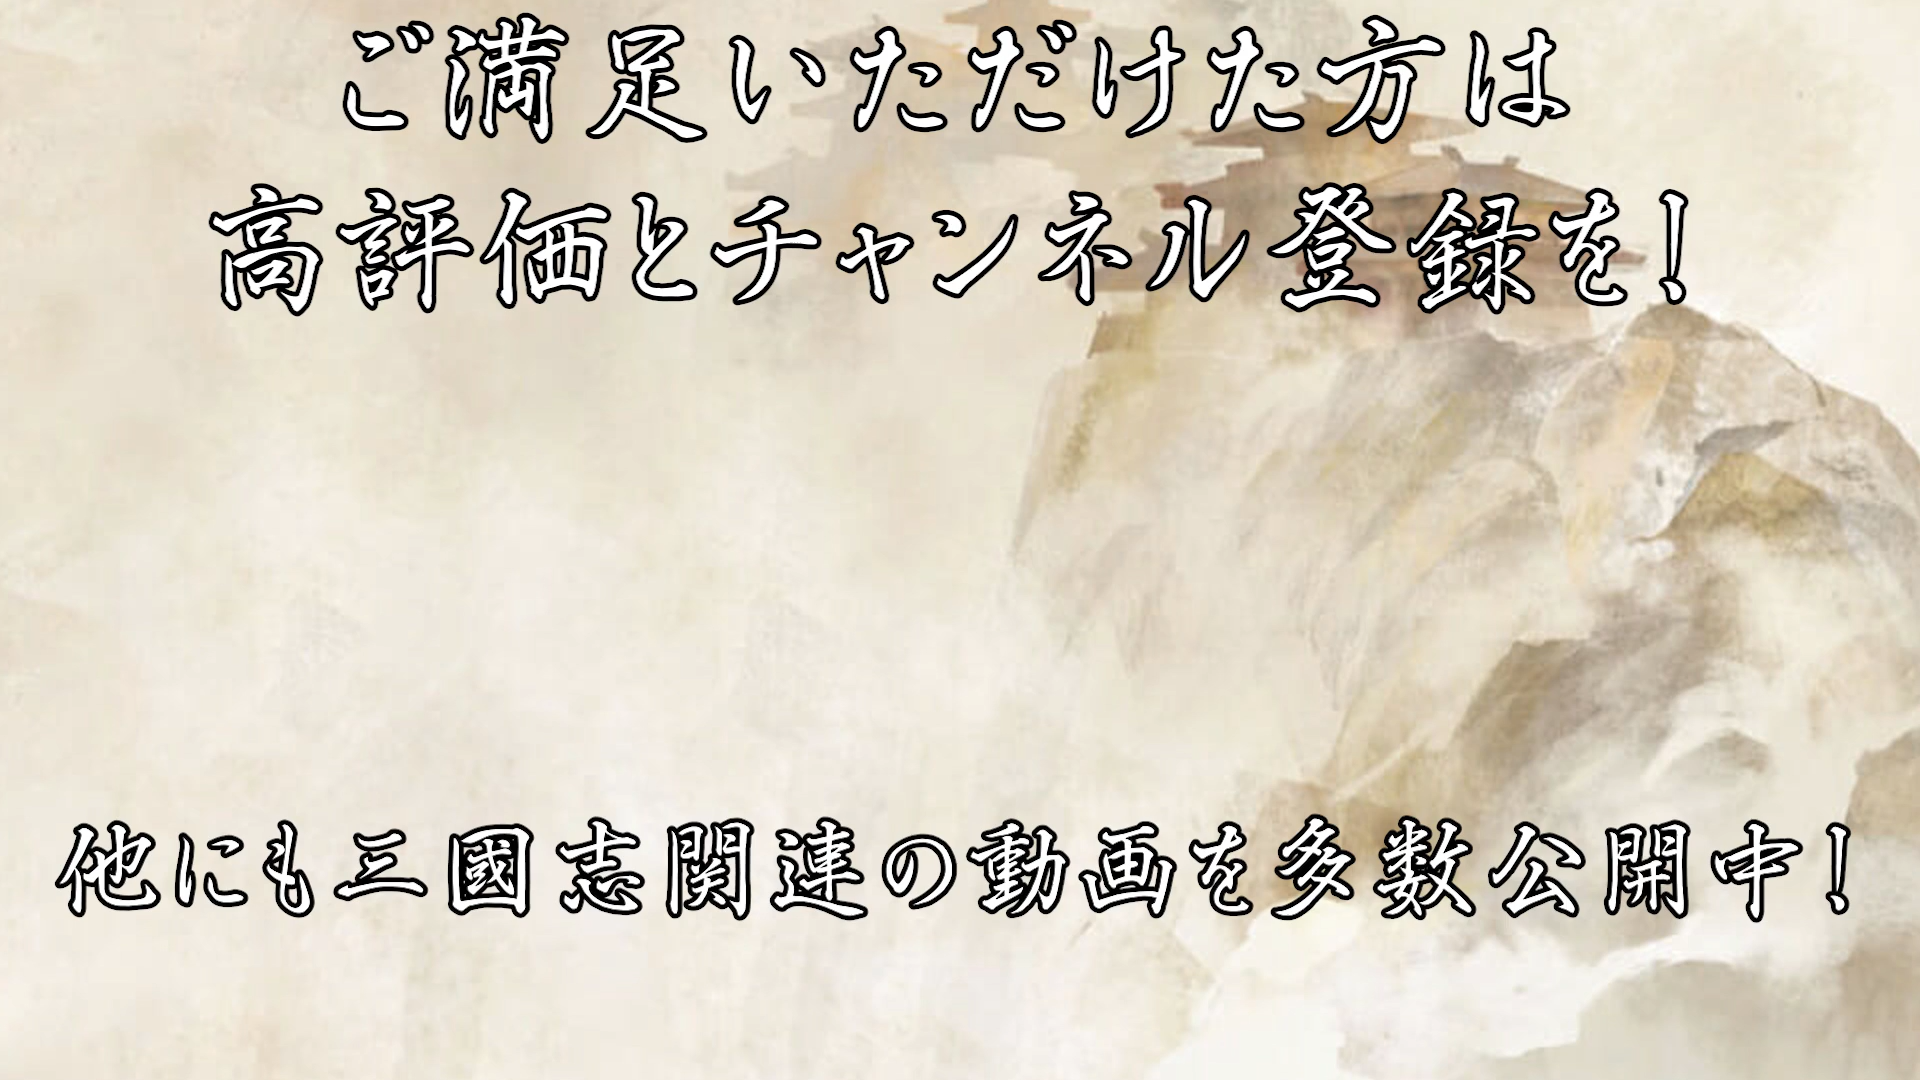 ご満足いただけた方は
高評価とチャンネル登録を!
他にも三國志関連の動画を多数公開中!